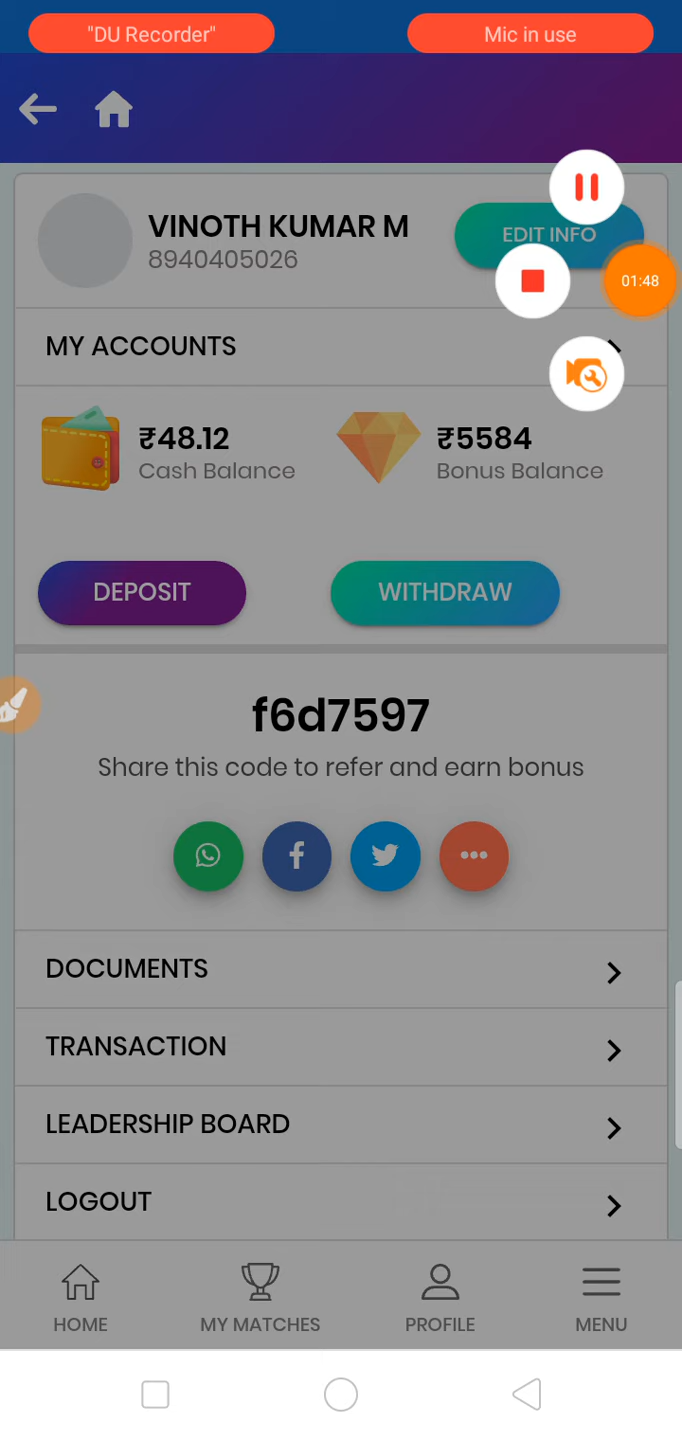 "DU Recorder" Mic in use
VINOTH KUMAR M
8940405026
EDIT INFO
01:48
MY ACCOUNTS
₹48.12 ₹5584
Cash Balance Bonus Balance
DEPOSIT WITHDRAW
f6d7597
Share this code to refer and earn bonus
DOCUMENTS
TRANSACTION
LEADERSHIP BOARD
LOGOUT
HOME MY MATCHES PROFILE MENU